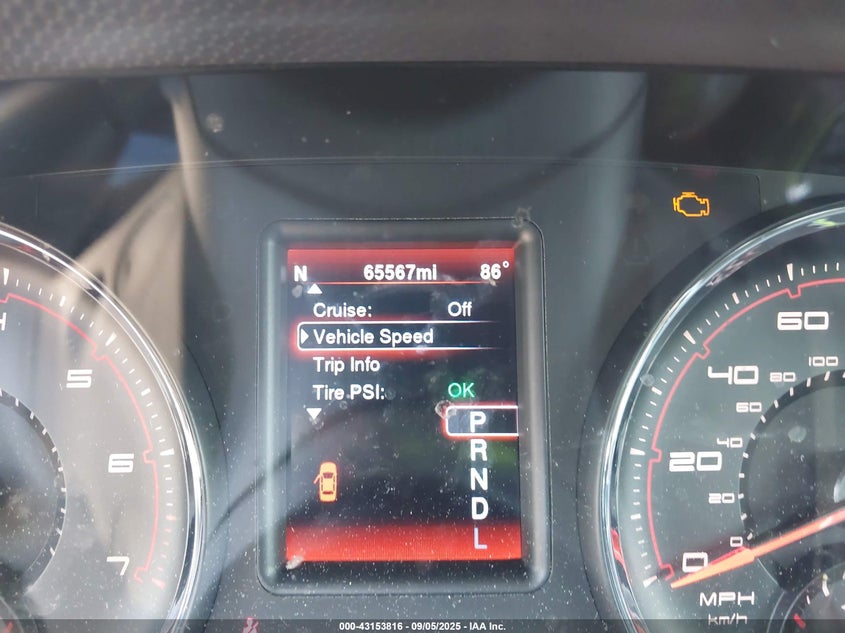 N 65567mi 86°
Cruise: Off
Vehicle Speed
Trip Info
Tire PSI: OK
P
R
N
D
L
5
6
7
60
40
20
0
100
80
60
40
20
0
MPH
km/h
000-43153816 - 09/05/2025 - IAA Inc.